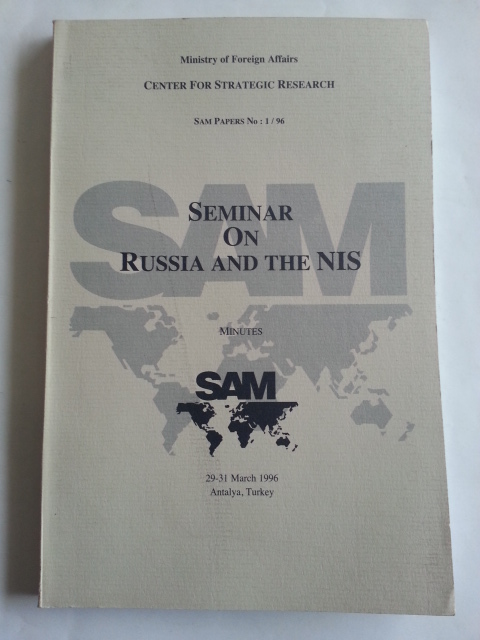 Ministry of Foreign Affairs
CENTER FOR STRATEGIC RESEARCH
SAM PAPERS No : 1 / 96
SAM
SEMINAR
ON
RUSSIA AND THE NIS
MINUTES
SAM
29-31 March 1996
Antalya, Turkey